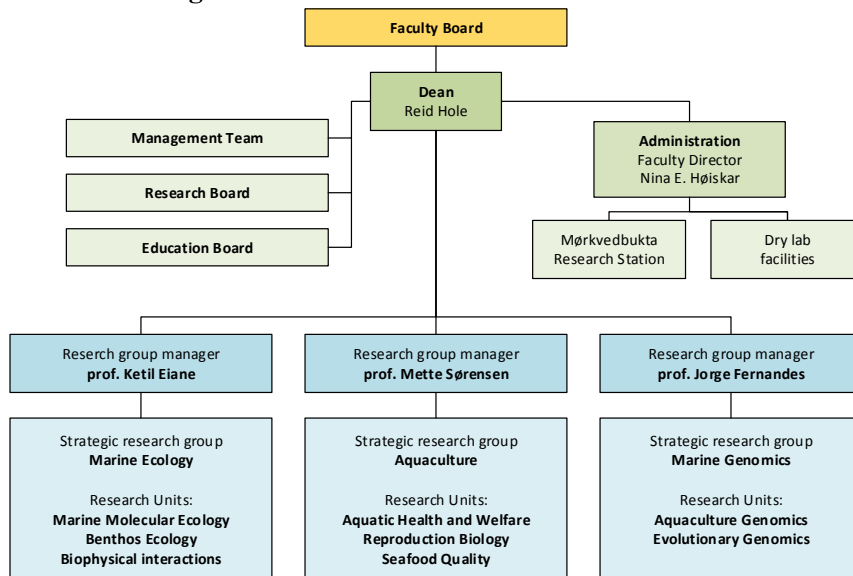 Faculty Board
Dean
Reid Hole
Management Team
Research Board
Education Board
Administration
Faculty Director
Nina E. Høiskar
Mørkvedbukta
Research Station
Dry lab
facilities
Reserch group manager
prof. Ketil Eiane
Research group manager
prof. Mette Sørensen
Research group manager
prof. Jorge Fernandes
Strategic research group
Marine Ecology
Research Units:
Marine Molecular Ecology
Benthos Ecology
Biophysical interactions
Strategic research group
Aquaculture
Research Units:
Aquatic Health and Welfare
Reproduction Biology
Seafood Quality
Strategic research group
Marine Genomics
Research Units:
Aquaculture Genomics
Evolutionary Genomics